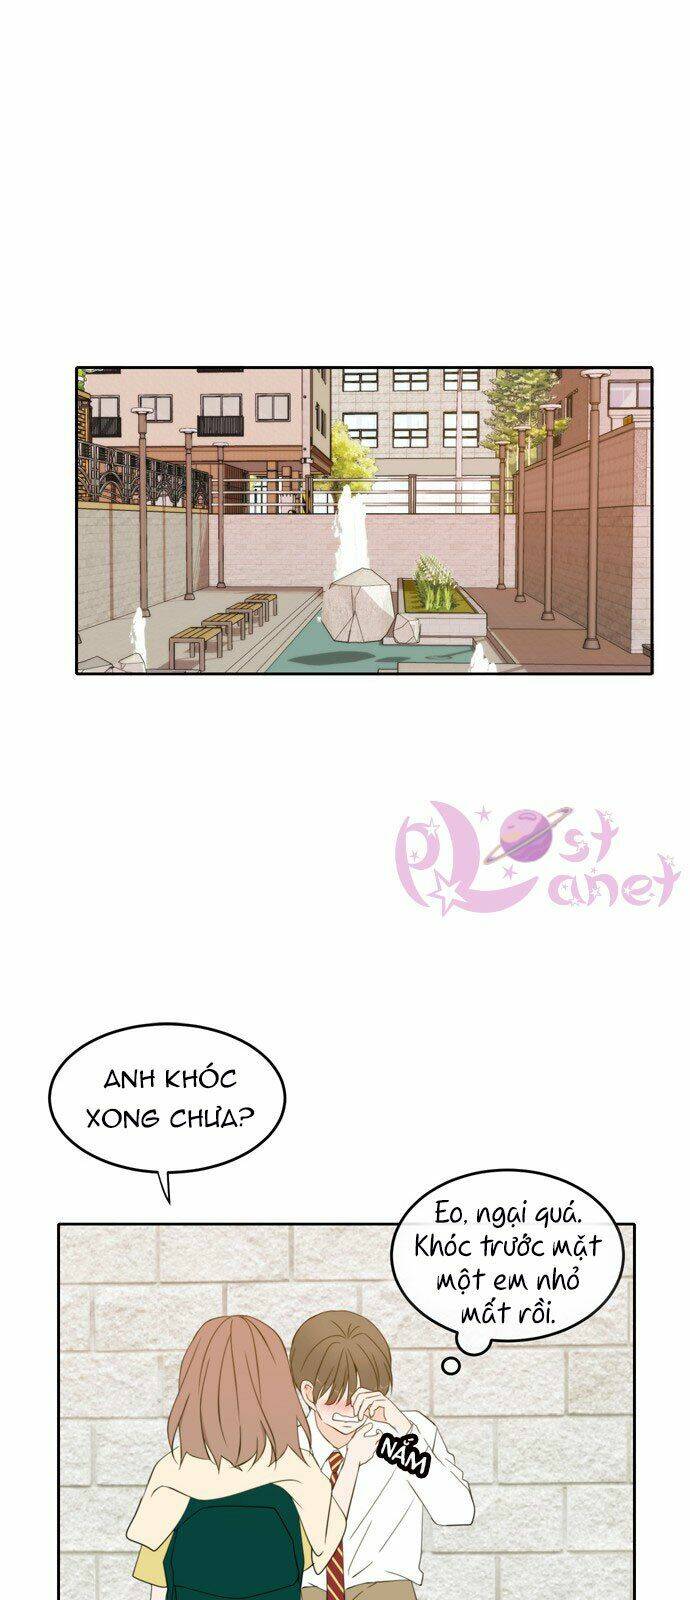 Lost
Planet
ANH KHÓC
XONG CHƯA?
Eo, ngại quá.
Khóc trước mặt
một em nhỏ
mất rồi.
NẮM